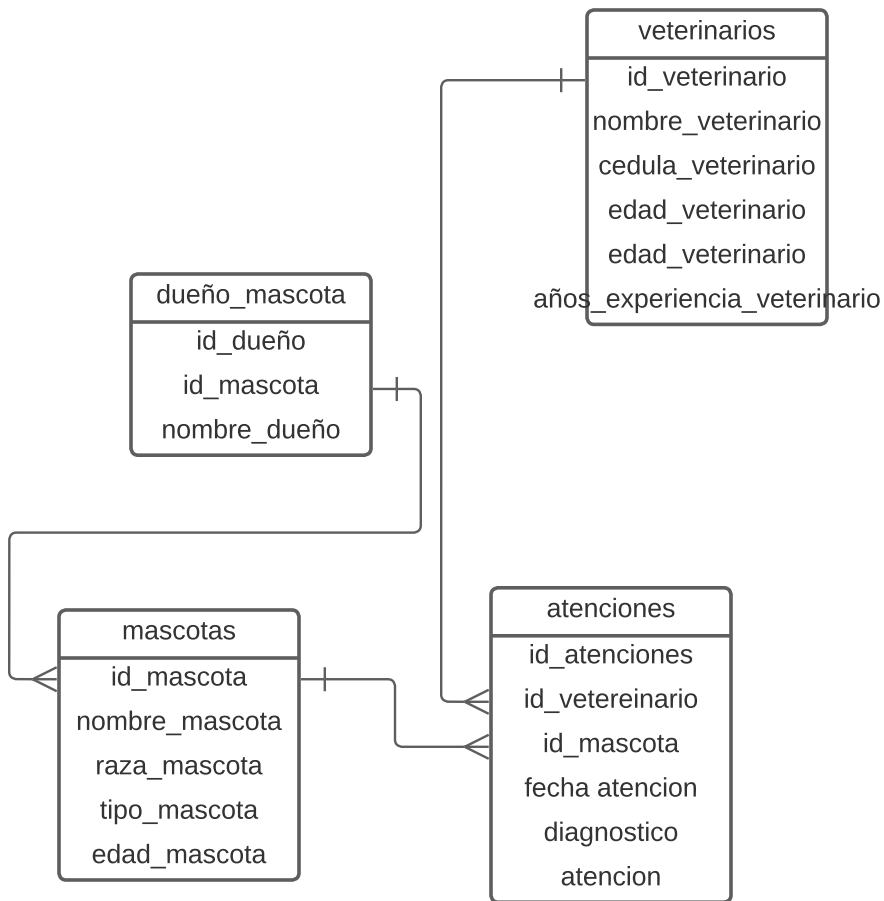 veterinarios
id_veterinario
nombre_veterinario
cedula_veterinario
edad_veterinario
edad_veterinario
años_experiencia_veterinario
dueño_mascota
id_dueño
id_mascota
nombre_dueño
mascotas
id_mascota
nombre_mascota
raza_mascota
tipo_mascota
edad_mascota
atenciones
id_atenciones
id_vetereinario
id_mascota
fecha atencion
diagnostico
atencion